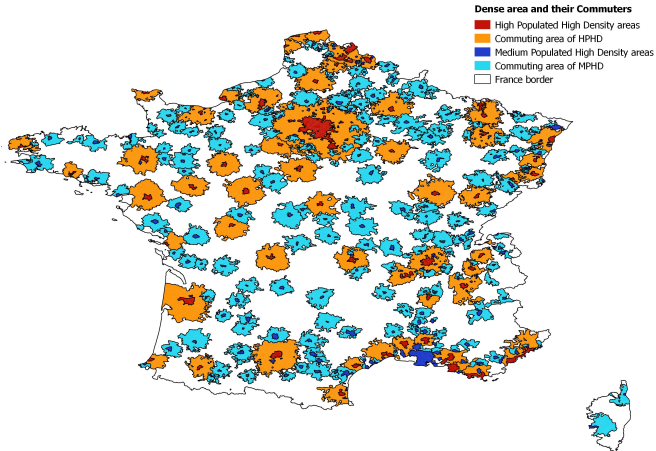 Dense area and their Commuters
High Populated High Density areas
Commuting area of HPHD
Medium Populated High Density areas
Commuting area of MPHD
France border